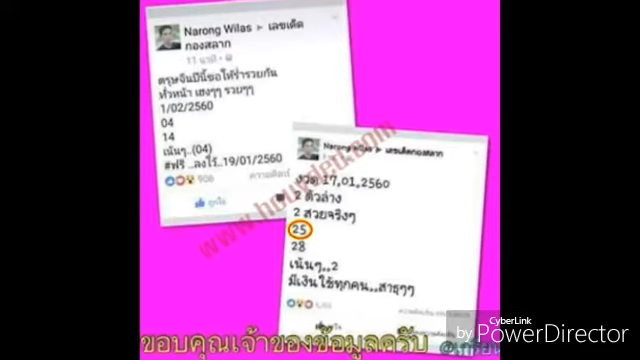 Narong Wilas ▸ เลขเด็ด
กองสลาก
11 นาที
ตรุษจีนปีนี้ขอให้ร่ำรวยกัน
ทั่วหน้า เฮงๆๆ รวยๆๆ
1/02/2560
04
14
เน้นๆ..(04)
#ฟรี ..ลงไว้..19/01/2560
908
ถูกใจ
Narong Wilas ▸ เลขเด็ดกองสลาก
งวด 17,01,2560
2 ตัวล่าง
2 สวยจริงๆ
25
28
เน้นๆ,,2
มีเงินใช้ทุกคน,,สาธุๆๆ
ขอบคุณเจ้าของข้อมูลครับ
CyberLink
by PowerDirector